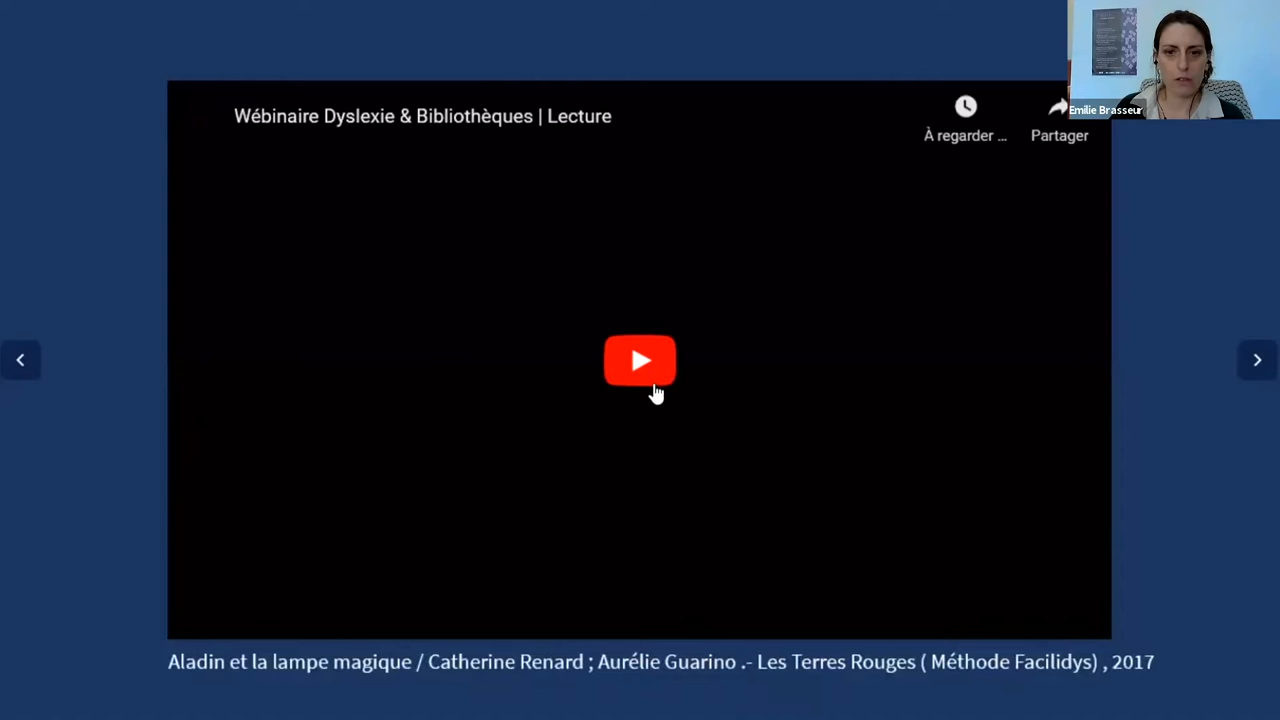 Wébinaire Dyslexie & Bibliothèques | Lecture
À regarder ...
Partager
Emilie Brasseur
Aladin et la lampe magique / Catherine Renard ; Aurélie Guarino .- Les Terres Rouges ( Méthode Facilidys) , 2017